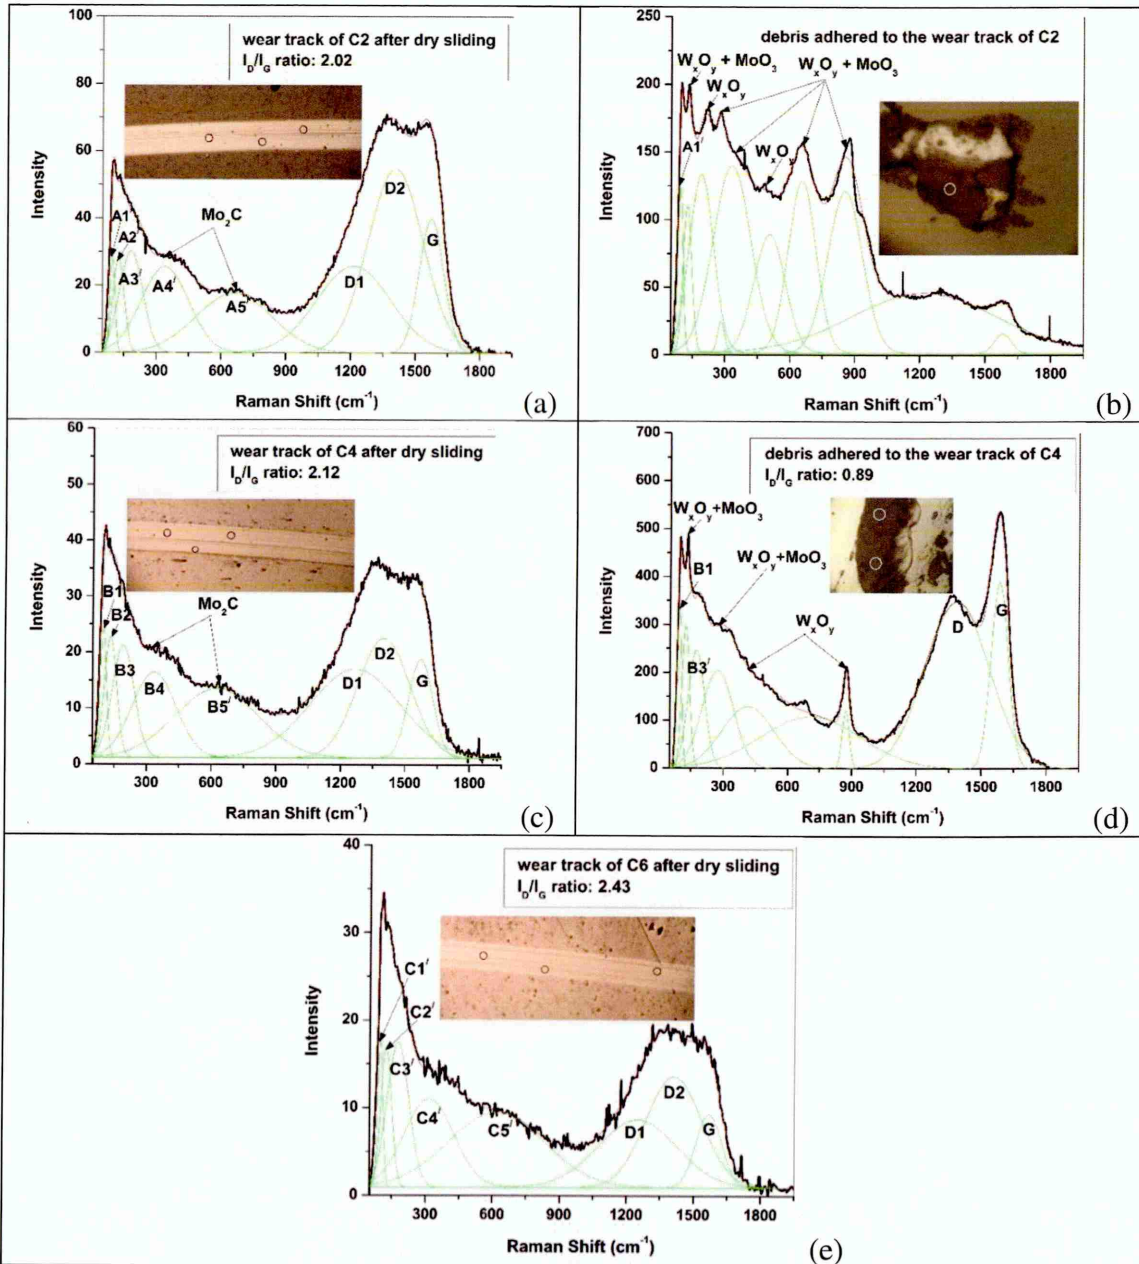 wear track of C2 after dry sliding
I_D/I_G ratio: 2.02
100
80
60
40
20
0
Intensity
A1
A2
A3/
A4/
Mo₂C
A5/
D1
D2
G
300 600 900 1200 1500 1800
Raman Shift (cm⁻¹)
(a)
debris adhered to the wear track of C2
250
200
150
100
50
0
Intensity
WₓOᵧ + MoO₃
WₓOᵧ
WₓOᵧ + MoO₃
A1/
WₓOᵧ
300 600 900 1200 1500 1800
Raman Shift (cm⁻¹)
(b)
wear track of C4 after dry sliding
I_D/I_G ratio: 2.12
60
50
40
30
20
10
0
Intensity
B1
B2
B3
B4
Mo₂C
B5/
D1
D2
G
300 600 900 1200 1500 1800
Raman Shift (cm⁻¹)
(c)
debris adhered to the wear track of C4
I_D/I_G ratio: 0.89
700
600
500
400
300
200
100
0
Intensity
WₓOᵧ+MoO₃
B1
WₓOᵧ+MoO₃
B3/
WₓOᵧ
D
G
300 600 900 1200 1500 1800
Raman Shift (cm⁻¹)
(d)
wear track of C6 after dry sliding
I_D/I_G ratio: 2.43
40
30
20
10
0
Intensity
C1/
C2/
C3/
C4/
C5/
D1
D2
G
300 600 900 1200 1500 1800
Raman Shift (cm⁻¹)
(e)